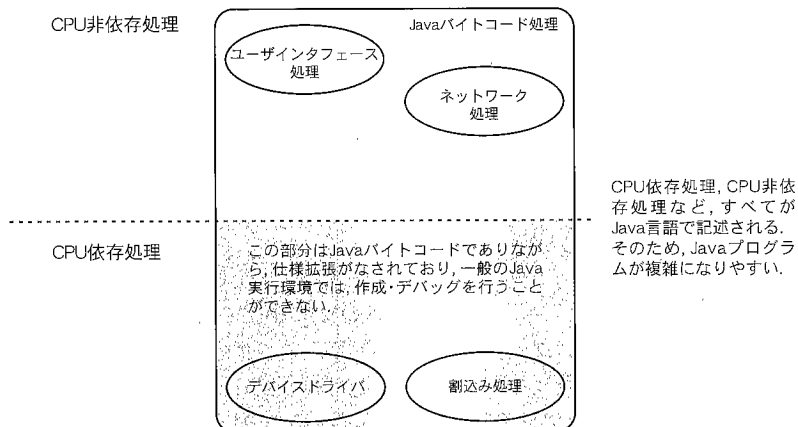 CPU非依存処理
Javaバイトコード処理
ユーザインタフェース
処理
ネットワーク
処理
CPU依存処理, CPU非依
存処理など, すべてが
Java言語で記述される.
そのため, Javaプログラ
ムが複雑になりやすい.
CPU依存処理
この部分はJavaバイトコードでありなが
ら, 仕様拡張がなされており, 一般のJava
実行環境では, 作成・デバッグを行うこと
ができない.
デバイスドライバ
割込み処理